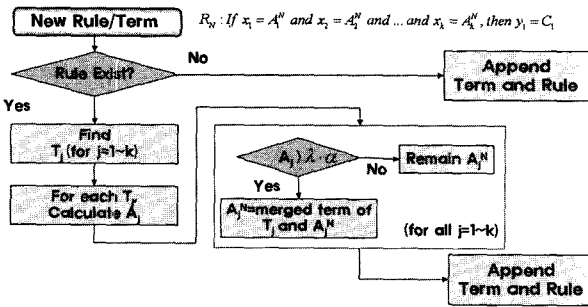 New Rule/Term
R_N : If x_1 = A_1^N and x_2 = A_2^N and ... and x_k = A_k^N, then y_1 = C_1
Rule Exist?
No
Append
Term and Rule
Yes
Find
T_j (for j=1~k)
For each T_j,
Calculate A_j
A_j > λ · α
No
Remain A_j^N
Yes
A_j^N=merged term of
T_j and A_j^N
(for all j=1~k)
Append
Term and Rule